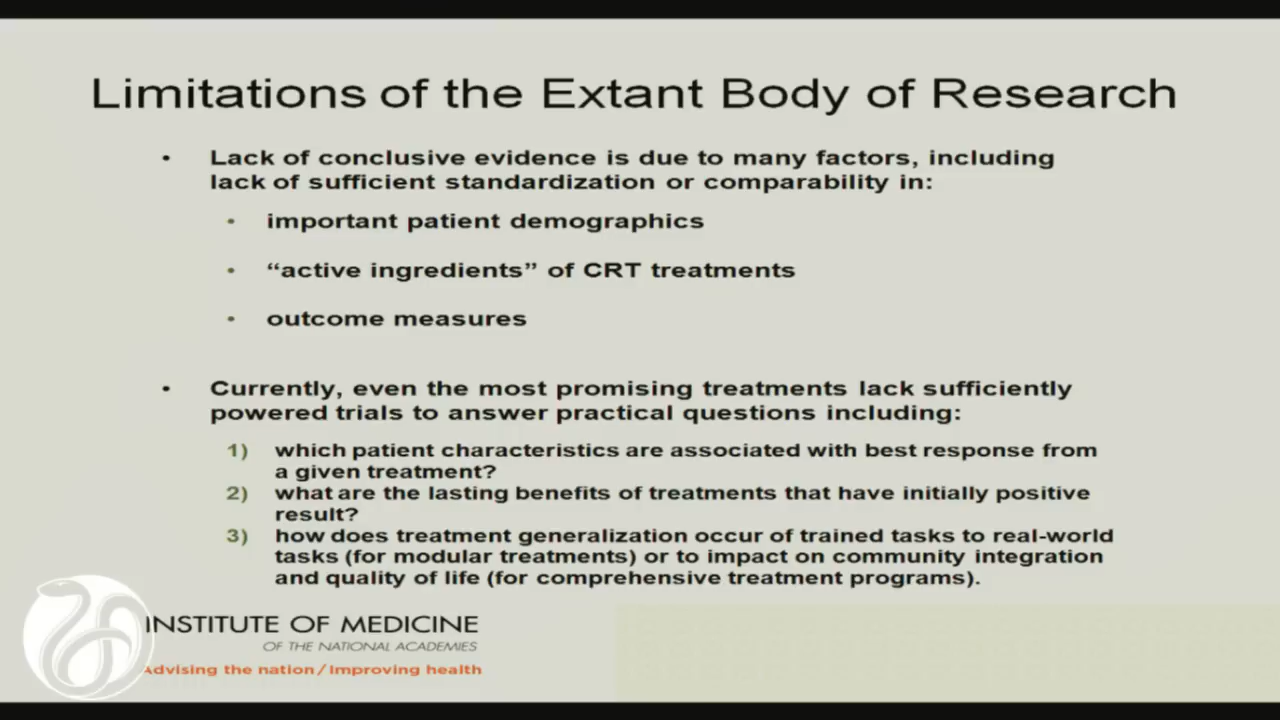 Limitations of the Extant Body of Research
• Lack of conclusive evidence is due to many factors, including
lack of sufficient standardization or comparability in:
• important patient demographics
• “active ingredients” of CRT treatments
• outcome measures
• Currently, even the most promising treatments lack sufficiently
powered trials to answer practical questions including:
1) which patient characteristics are associated with best response from
a given treatment?
2) what are the lasting benefits of treatments that have initially positive
result?
3) how does treatment generalization occur of trained tasks to real-world
tasks (for modular treatments) or to impact on community integration
and quality of life (for comprehensive treatment programs).
INSTITUTE OF MEDICINE
OF THE NATIONAL ACADEMIES
Advising the nation / Improving health